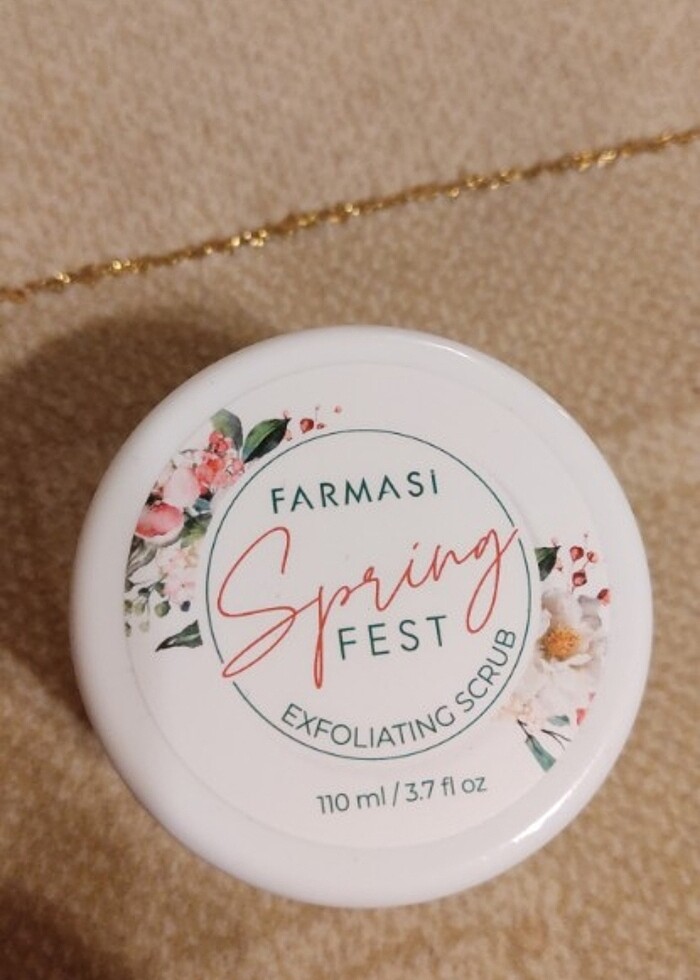 FARMASi
Spring
FEST
EXFOLIATING SCRUB
110 ml / 3.7 fl oz